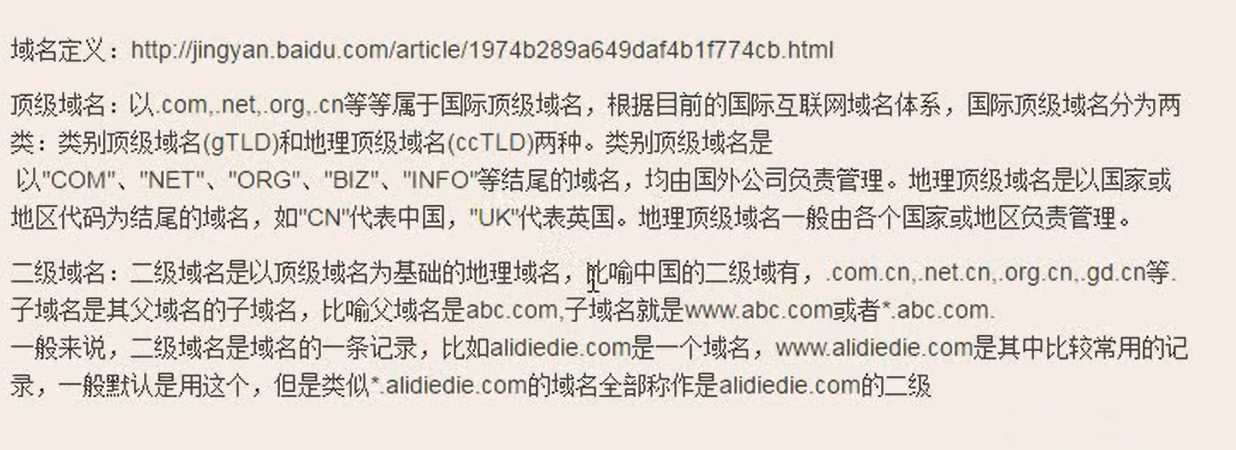 域名定义：http://jingyan.baidu.com/article/1974b289a649daf4b1f774cb.html
顶级域名：以.com,.net,.org,.cn等等属于国际顶级域名，根据目前的国际互联网域名体系，国际顶级域名分为两
类：类别顶级域名(gTLD)和地理顶级域名(ccTLD)两种。类别顶级域名是
以"COM"、"NET"、"ORG"、"BIZ"、"INFO"等结尾的域名，均由国外公司负责管理。地理顶级域名是以国家或
地区代码为结尾的域名，如"CN"代表中国，"UK"代表英国。地理顶级域名一般由各个国家或地区负责管理。
二级域名：二级域名是以顶级域名为基础的地理域名，比喻中国的二级域有，.com.cn,.net.cn,.org.cn,.gd.cn等.
子域名是其父域名的子域名，比喻父域名是abc.com,子域名就是www.abc.com或者*.abc.com.
一般来说，二级域名是域名的一条记录，比如alidiedie.com是一个域名，www.alidiedie.com是其中比较常用的记
录，一般默认是用这个，但是类似*.alidiedie.com的域名全部称作是alidiedie.com的二级